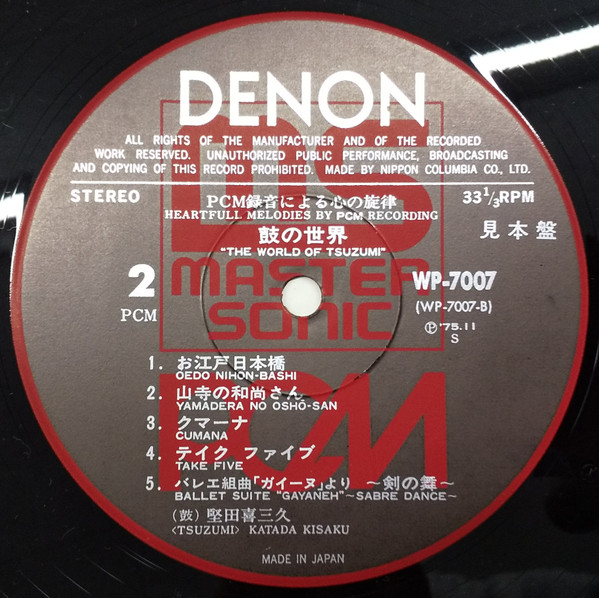 DENON
MS
MASTER
SONIC
PCM
ALL RIGHTS OF THE MANUFACTURER AND OF THE RECORDED
WORK RESERVED. UNAUTHORIZED PUBLIC PERFORMANCE, BROADCASTING
AND COPYING OF THIS RECORD PROHIBITED. MADE BY NIPPON COLUMBIA CO., LTD.
STEREO
PCM録音による心の旋律
33 1/3 RPM
HEARTFULL MELODIES BY PCM RECORDING
鼓の世界
見本盤
"THE WORLD OF TSUZUMI"
2
PCM
WP-7007
(WP-7007-B)
Ⓟ'75.11
S
1. お江戸日本橋
OEDO NIHON-BASHI
2. 山寺の和尚さん
YAMADERA NO OSHŌ-SAN
3. クマーナ
CUMANA
4. テイク ファイブ
TAKE FIVE
5. バレエ組曲「ガイーヌ」より 〜剣の舞〜
BALLET SUITE "GAYANEH"〜SABRE DANCE〜
(鼓) 堅田喜三久
〈TSUZUMI〉 KATADA KISAKU
MADE IN JAPAN